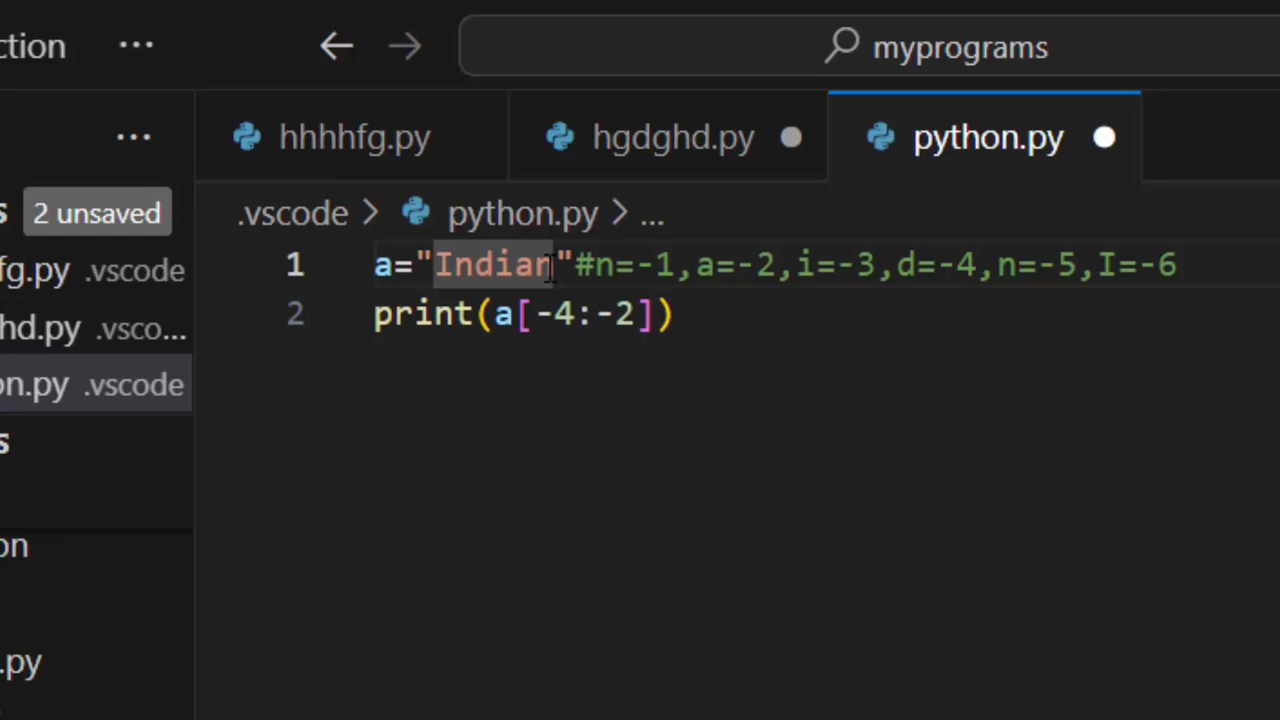 ction ...
myprograms
...
hhhhfg.py hgdghd.py python.py
s 2 unsaved
.vscode > python.py > ...
fg.py .vscode
1 a="Indian"#n=-1,a=-2,i=-3,d=-4,n=-5,I=-6
hd.py .vsco...
2 print(a[-4:-2])
on.py .vscode
s
on
.py